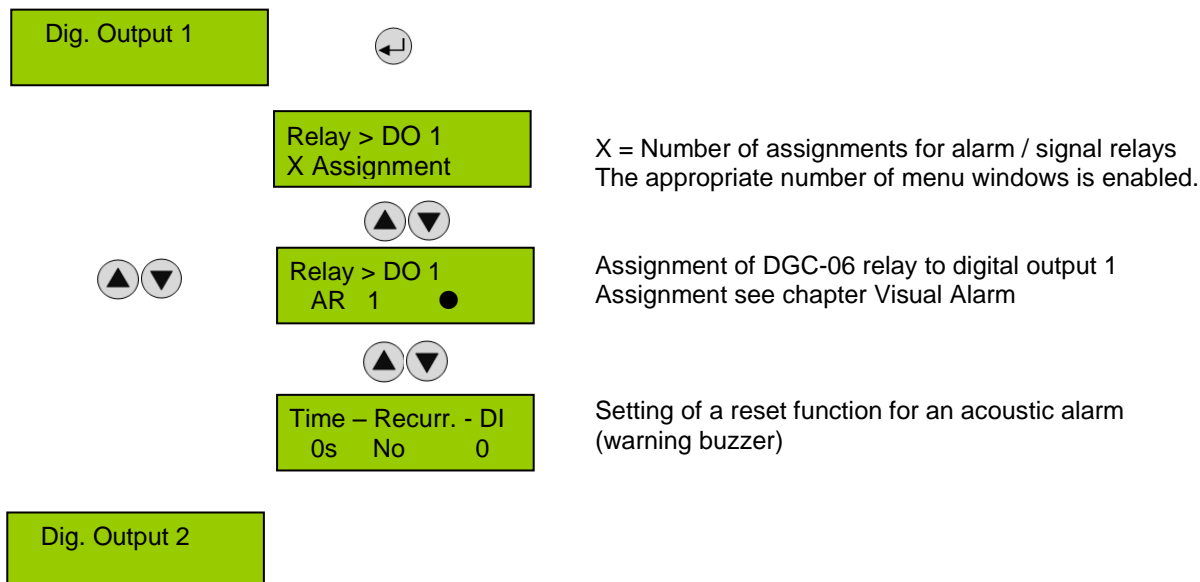 Dig. Output 1
Relay > DO 1
X Assignment
X = Number of assignments for alarm / signal relays
The appropriate number of menu windows is enabled.
Relay > DO 1
AR 1 ●
Assignment of DGC-06 relay to digital output 1
Assignment see chapter Visual Alarm
Time – Recurr. - DI
0s No 0
Setting of a reset function for an acoustic alarm
(warning buzzer)
Dig. Output 2